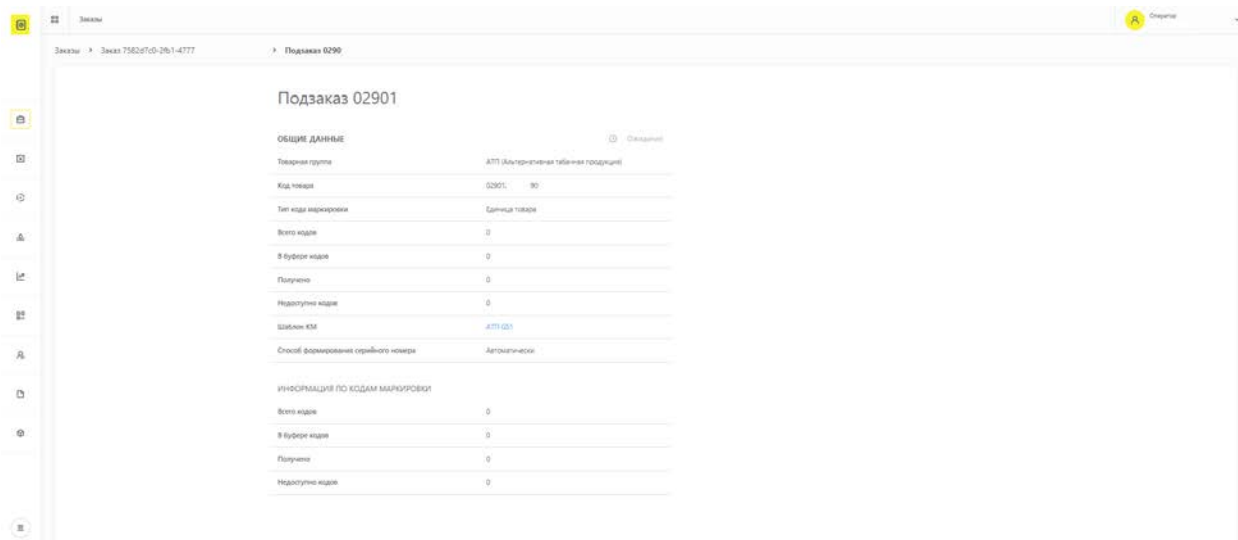 Заказы
Оператор
Заказы > Заказ 7582d7c0-2fb1-4777 > Подзаказ 0290
Подзаказ 02901
ОБЩИЕ ДАННЫЕ Ожидание
Товарная группа АТП (Альтернативная табачная продукция)
Код товара 02901, 90
Тип кода маркировки Единица товара
Всего кодов 0
В буфере кодов 0
Получено 0
Недоступно кодов 0
Шаблон КМ АТП GS1
Способ формирования серийного номера Автоматически
ИНФОРМАЦИЯ ПО КОДАМ МАРКИРОВКИ
Всего кодов 0
В буфере кодов 0
Получено 0
Недоступно кодов 0